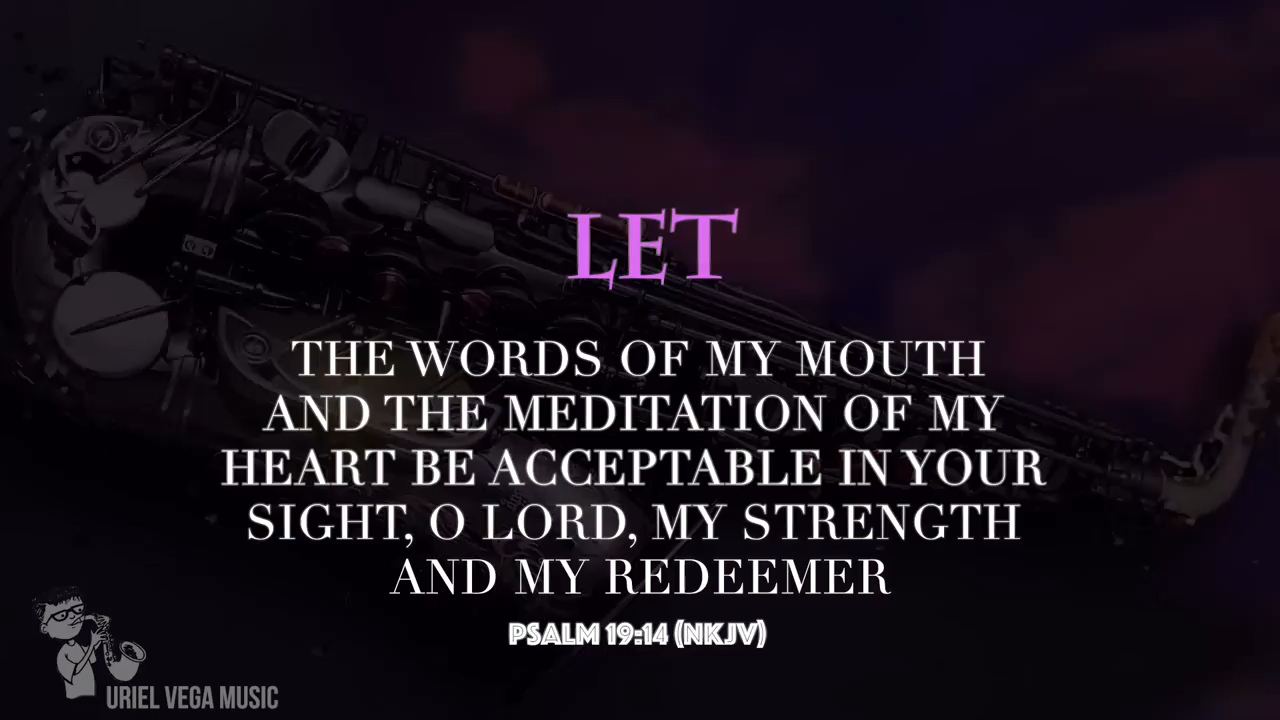 LET
THE WORDS OF MY MOUTH
AND THE MEDITATION OF MY
HEART BE ACCEPTABLE IN YOUR
SIGHT, O LORD, MY STRENGTH
AND MY REDEEMER
PSALM 19:14 (NKJV)
URIEL VEGA MUSIC